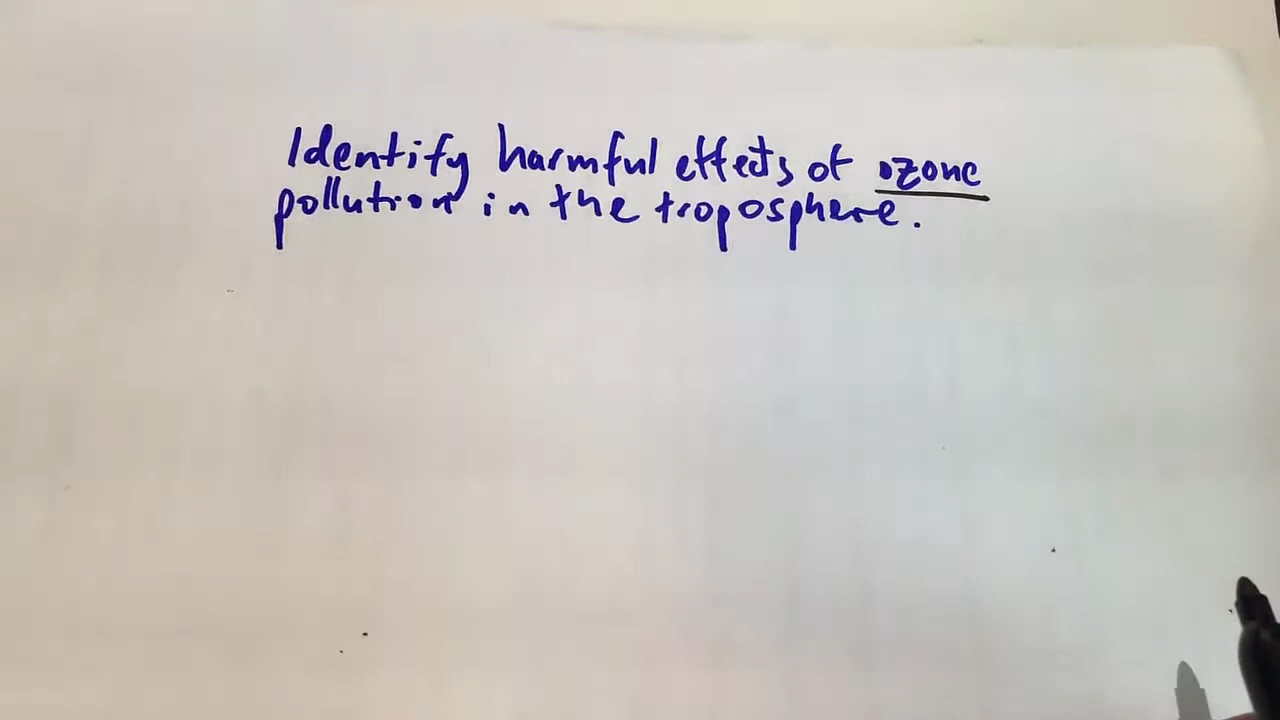 Identify harmful effects of ozone
pollution in the troposphere.